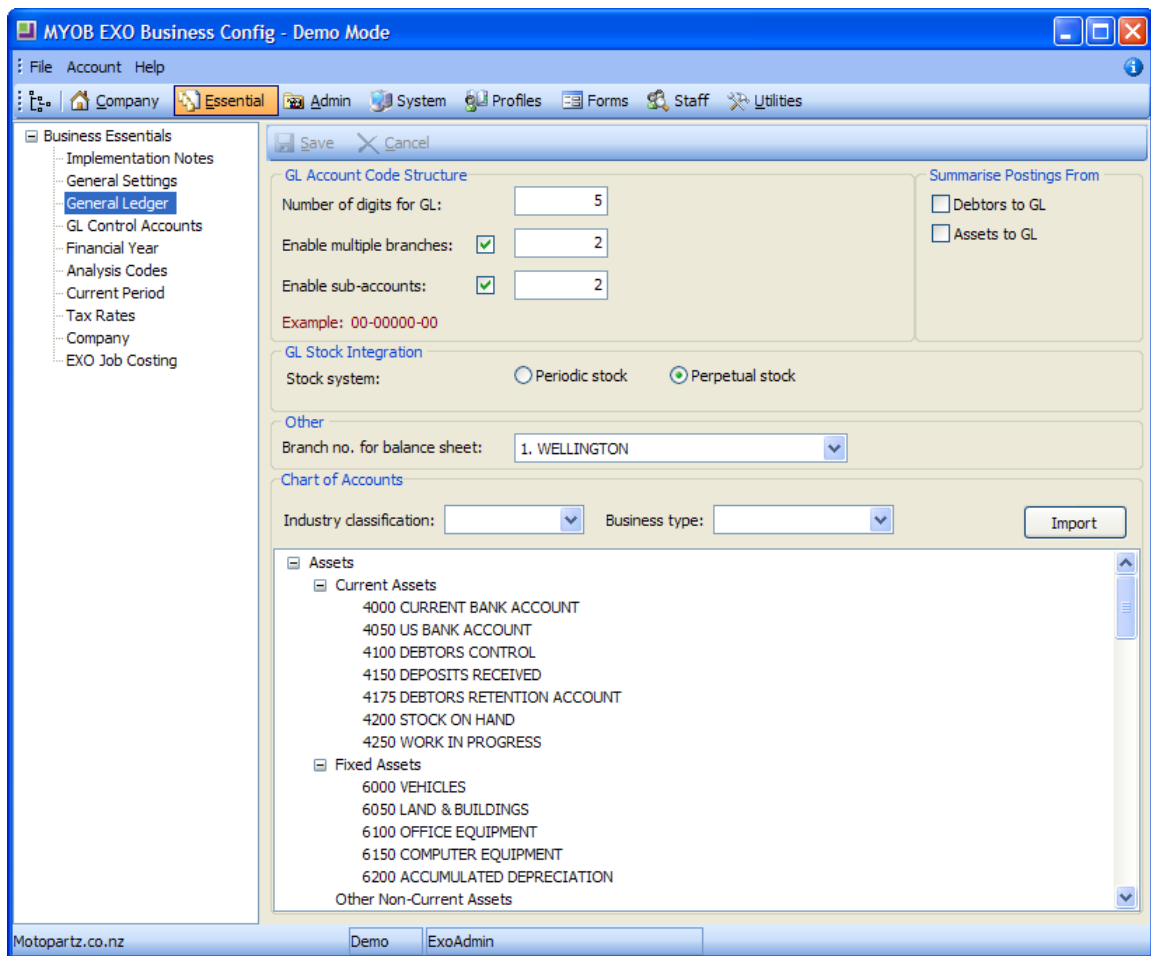 MYOB EXO Business Config - Demo Mode
File Account Help
Company Essential Admin System Profiles Forms Staff Utilities
Business Essentials
Implementation Notes
General Settings
General Ledger
GL Control Accounts
Financial Year
Analysis Codes
Current Period
Tax Rates
Company
EXO Job Costing
Save Cancel
GL Account Code Structure
Number of digits for GL: 5
Enable multiple branches: 2
Enable sub-accounts: 2
Example: 00-00000-00
Summarise Postings From
Debtors to GL
Assets to GL
GL Stock Integration
Stock system: Periodic stock Perpetual stock
Other
Branch no. for balance sheet: 1. WELLINGTON
Chart of Accounts
Industry classification: Business type: Import
Assets
Current Assets
4000 CURRENT BANK ACCOUNT
4050 US BANK ACCOUNT
4100 DEBTORS CONTROL
4150 DEPOSITS RECEIVED
4175 DEBTORS RETENTION ACCOUNT
4200 STOCK ON HAND
4250 WORK IN PROGRESS
Fixed Assets
6000 VEHICLES
6050 LAND & BUILDINGS
6100 OFFICE EQUIPMENT
6150 COMPUTER EQUIPMENT
6200 ACCUMULATED DEPRECIATION
Other Non-Current Assets
Motopartz.co.nz Demo ExoAdmin